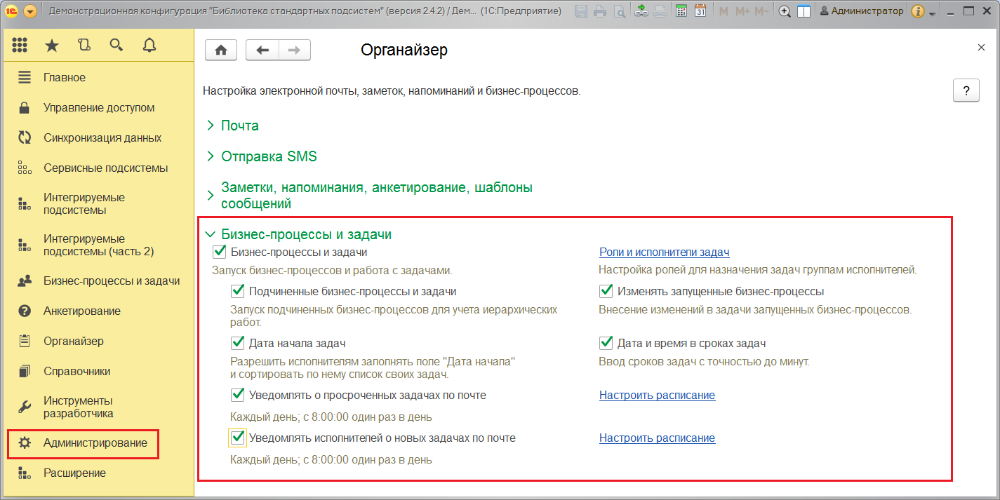 Демонстрационная конфигурация "Библиотека стандартных подсистем" (версия 2.4.2) / Дем... (1С:Предприятие)
31
M M+ M-
Администратор
Органайзер
Настройка электронной почты, заметок, напоминаний и бизнес-процессов.
?
Главное
Управление доступом
Синхронизация данных
Сервисные подсистемы
Интегрируемые
подсистемы
Интегрируемые
подсистемы (часть 2)
Бизнес-процессы и задачи
Анкетирование
Органайзер
Справочники
Инструменты
разработчика
Администрирование
Расширение
Почта
Отправка SMS
Заметки, напоминания, анкетирование, шаблоны
сообщений
Бизнес-процессы и задачи
Бизнес-процессы и задачи
Роли и исполнители задач
Запуск бизнес-процессов и работа с задачами.
Настройка ролей для назначения задач группам исполнителей.
Подчиненные бизнес-процессы и задачи
Изменять запущенные бизнес-процессы
Запуск подчиненных бизнес-процессов для учета иерархических
работ.
Внесение изменений в задачи запущенных бизнес-процессов.
Дата начала задач
Дата и время в сроках задач
Разрешить исполнителям заполнять поле "Дата начала"
и сортировать по нему список своих задач.
Ввод сроков задач с точностью до минут.
Уведомлять о просроченных задачах по почте
Настроить расписание
Каждый день; с 8:00:00 один раз в день
Уведомлять исполнителей о новых задачах по почте
Настроить расписание
Каждый день; с 8:00:00 один раз в день